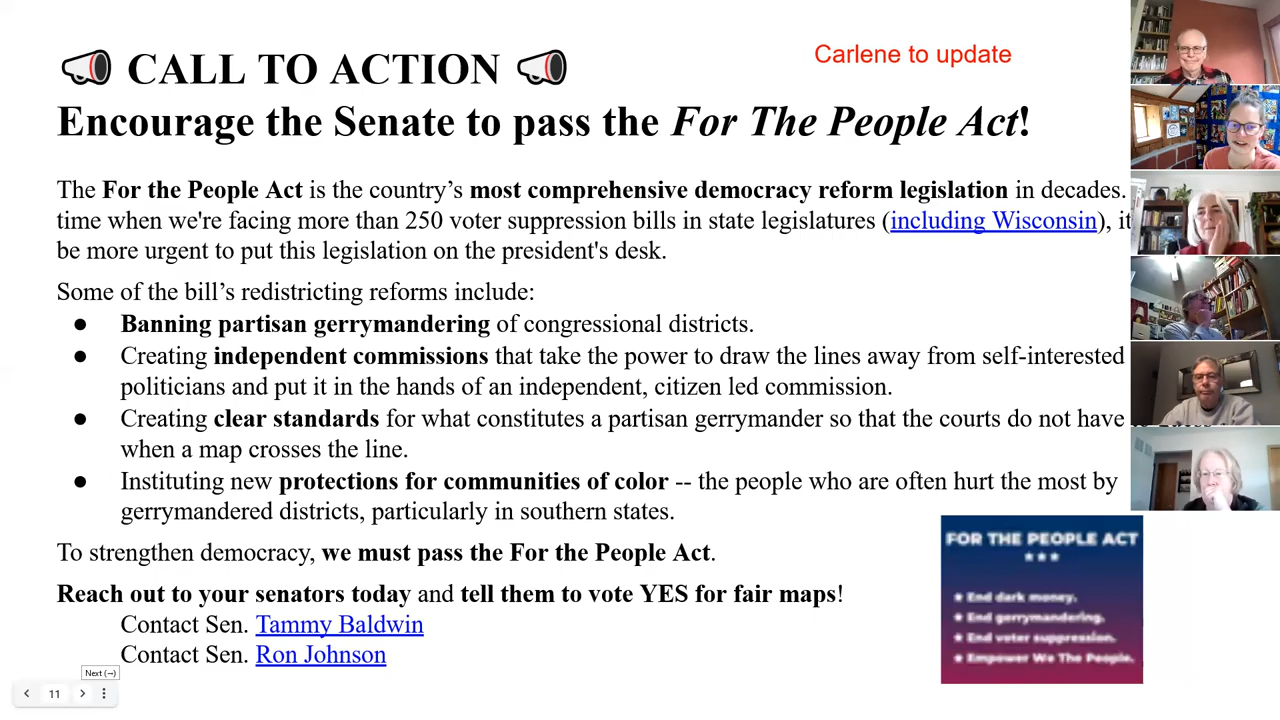 CALL TO ACTION
Carlene to update
Encourage the Senate to pass the For The People Act!
The For the People Act is the country's most comprehensive democracy reform legislation in decades.
time when we're facing more than 250 voter suppression bills in state legislatures (including Wisconsin), it
be more urgent to put this legislation on the president's desk.
Some of the bill's redistricting reforms include:
● Banning partisan gerrymandering of congressional districts.
● Creating independent commissions that take the power to draw the lines away from self-interested
politicians and put it in the hands of an independent, citizen led commission.
● Creating clear standards for what constitutes a partisan gerrymander so that the courts do not have
when a map crosses the line.
● Instituting new protections for communities of color -- the people who are often hurt the most by
gerrymandered districts, particularly in southern states.
To strengthen democracy, we must pass the For the People Act.
Reach out to your senators today and tell them to vote YES for fair maps!
Contact Sen. Tammy Baldwin
Contact Sen. Ron Johnson
FOR THE PEOPLE ACT
★★★
★ End dark money.
★ End gerrymandering.
★ End voter suppression.
★ Empower We The People.
Next (→)
11